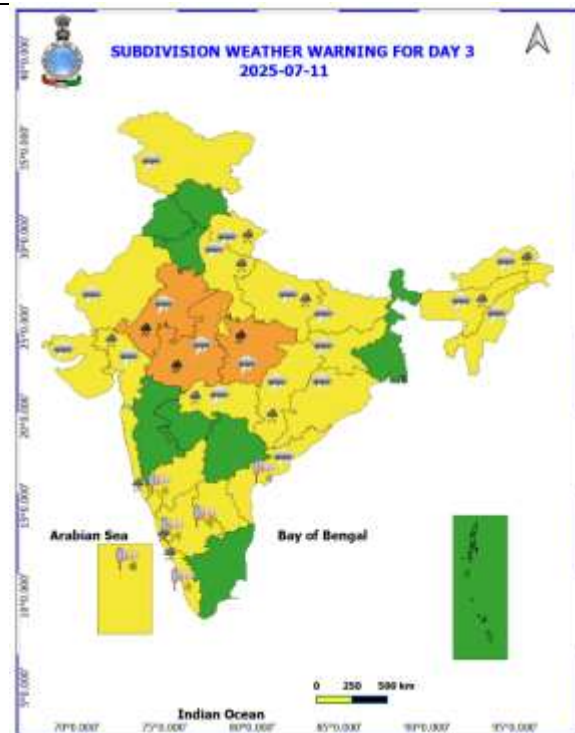 SUBDIVISION WEATHER WARNING FOR DAY 3
2025-07-11
Arabian Sea
Bay of Bengal
0 250 500 km
Indian Ocean
70°0.000' 75°0.000' 80°0.000' 85°0.000' 90°0.000' 95°0.000'